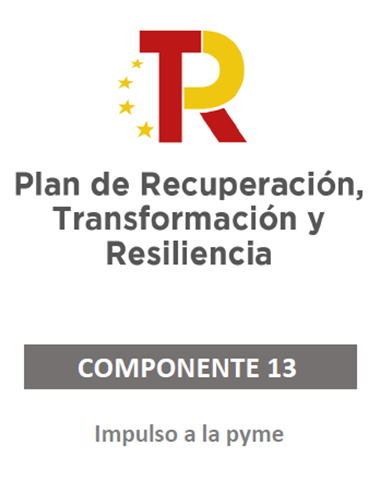 TR
Plan de Recuperación,
Transformación y
Resiliencia
COMPONENTE 13
Impulso a la pyme